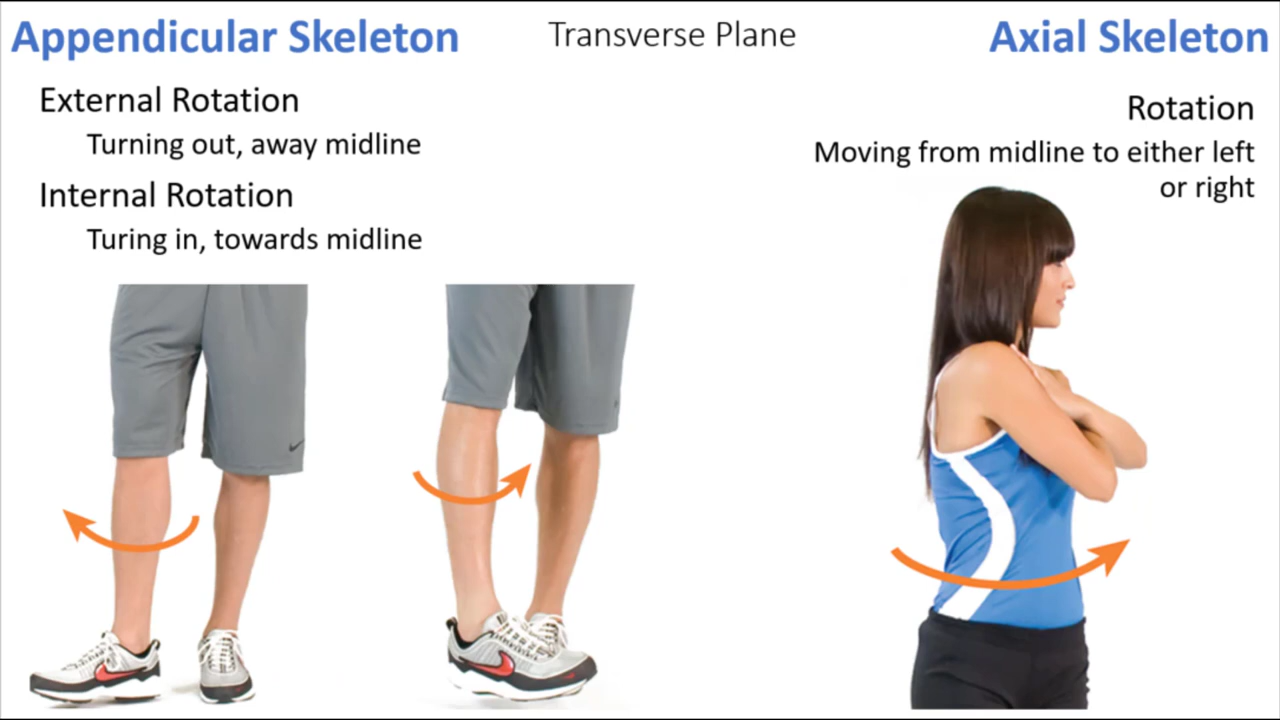 Appendicular Skeleton
Transverse Plane
Axial Skeleton
External Rotation
Turning out, away midline
Internal Rotation
Turing in, towards midline
Rotation
Moving from midline to either left
or right